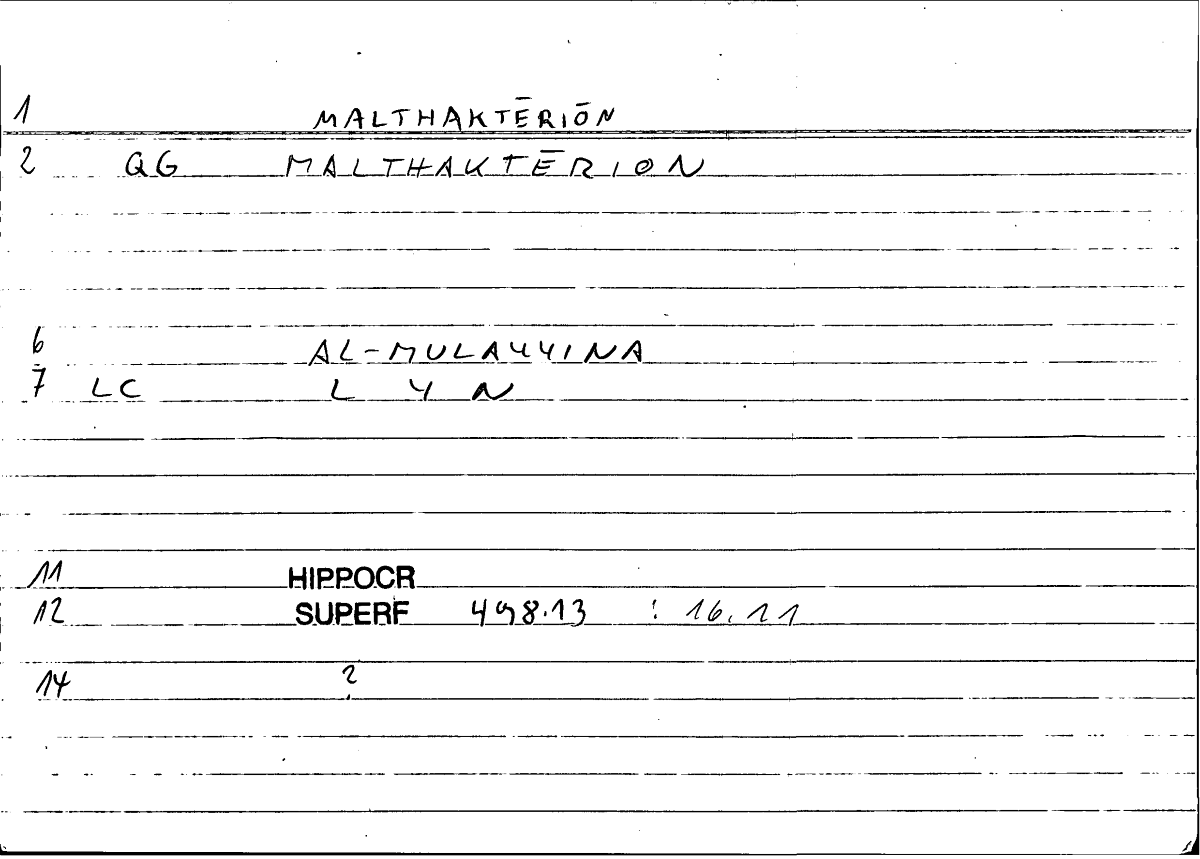 1 MALTHAKTĒRIŌN
2 QG MALTHAKTĒRION
6 AL-MULAYYINA
7 LC L Y N
11 HIPPOCR
12 SUPERF 498.13 : 16.11
14 ?